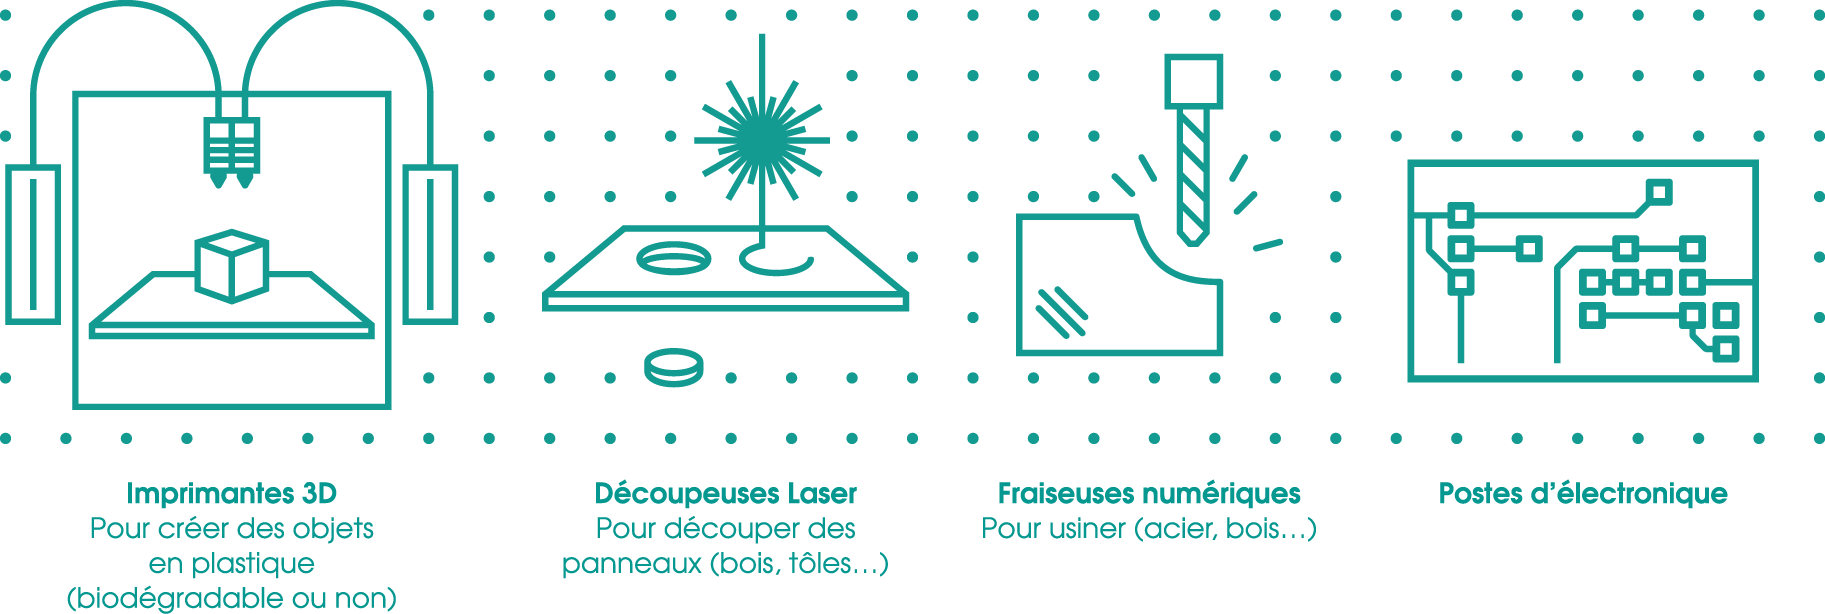 Imprimantes 3D
Pour créer des objets
en plastique
(biodégradable ou non)
Découpeuses Laser
Pour découper des
panneaux (bois, tôles...)
Fraiseuses numériques
Pour usiner (acier, bois...)
Postes d’électronique